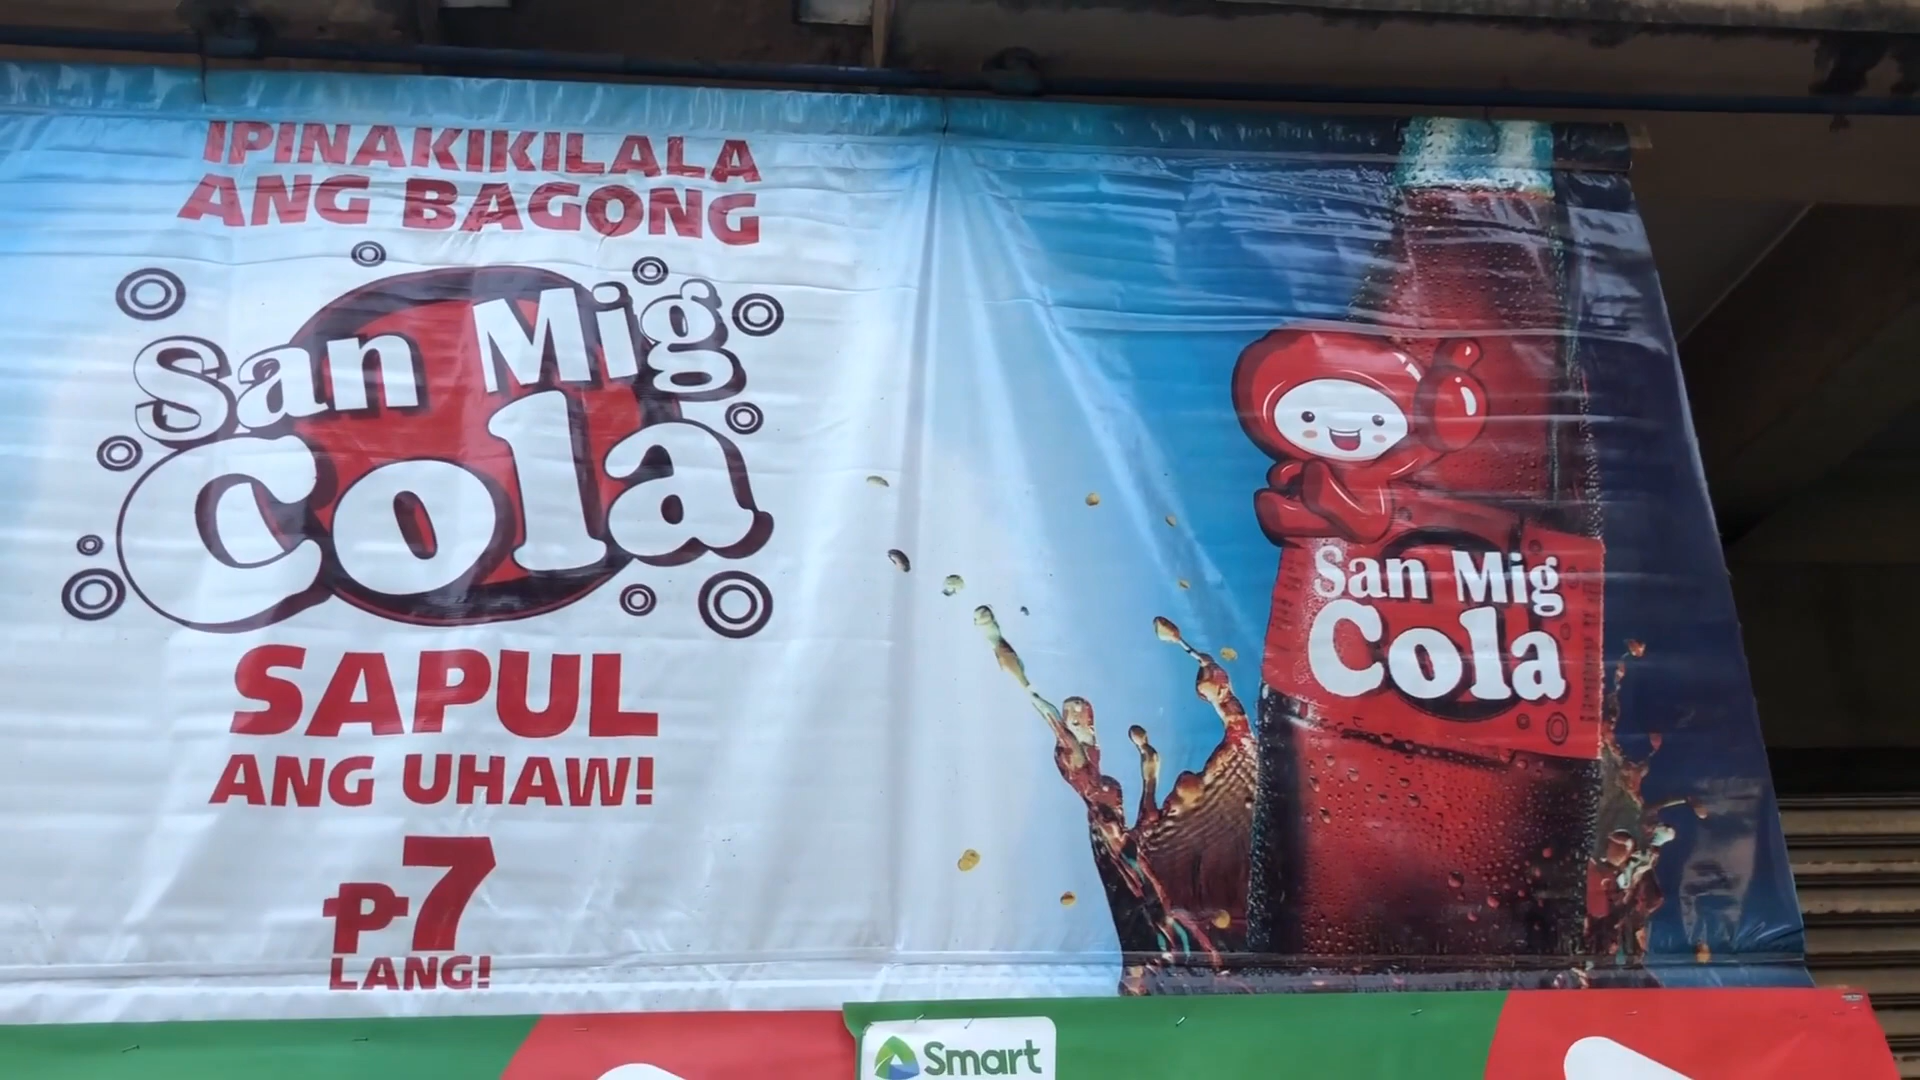 IPINAKIKILALA
ANG BAGONG
San Mig
Cola
SAPUL
ANG UHAW!
₱7
LANG!
San Mig
Cola
Smart